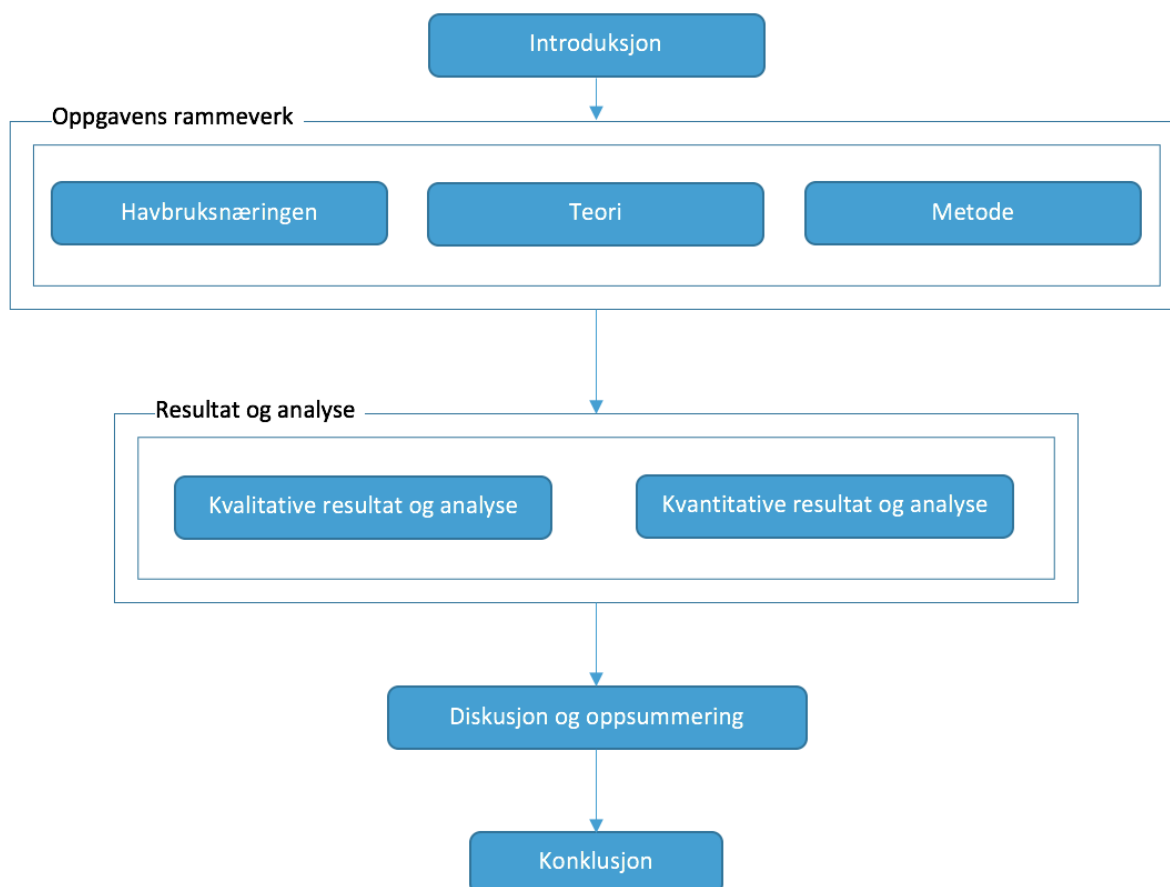 Introduksjon
Oppgavens rammeverk
Havbruksnæringen
Teori
Metode
Resultat og analyse
Kvalitative resultat og analyse
Kvantitative resultat og analyse
Diskusjon og oppsummering
Konklusjon